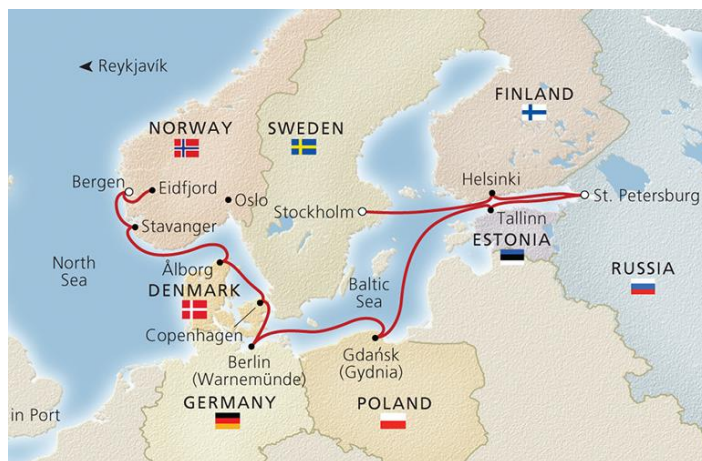 Reykjavík
FINLAND
NORWAY
SWEDEN
Bergen
Eidfjord
Oslo
Helsinki
St. Petersburg
Stockholm
Tallinn
Stavanger
ESTONIA
North
Sea
Ålborg
RUSSIA
DENMARK
Baltic
Sea
Copenhagen
Berlin
(Warnemünde)
Gdańsk
(Gydnia)
GERMANY
POLAND
in Port